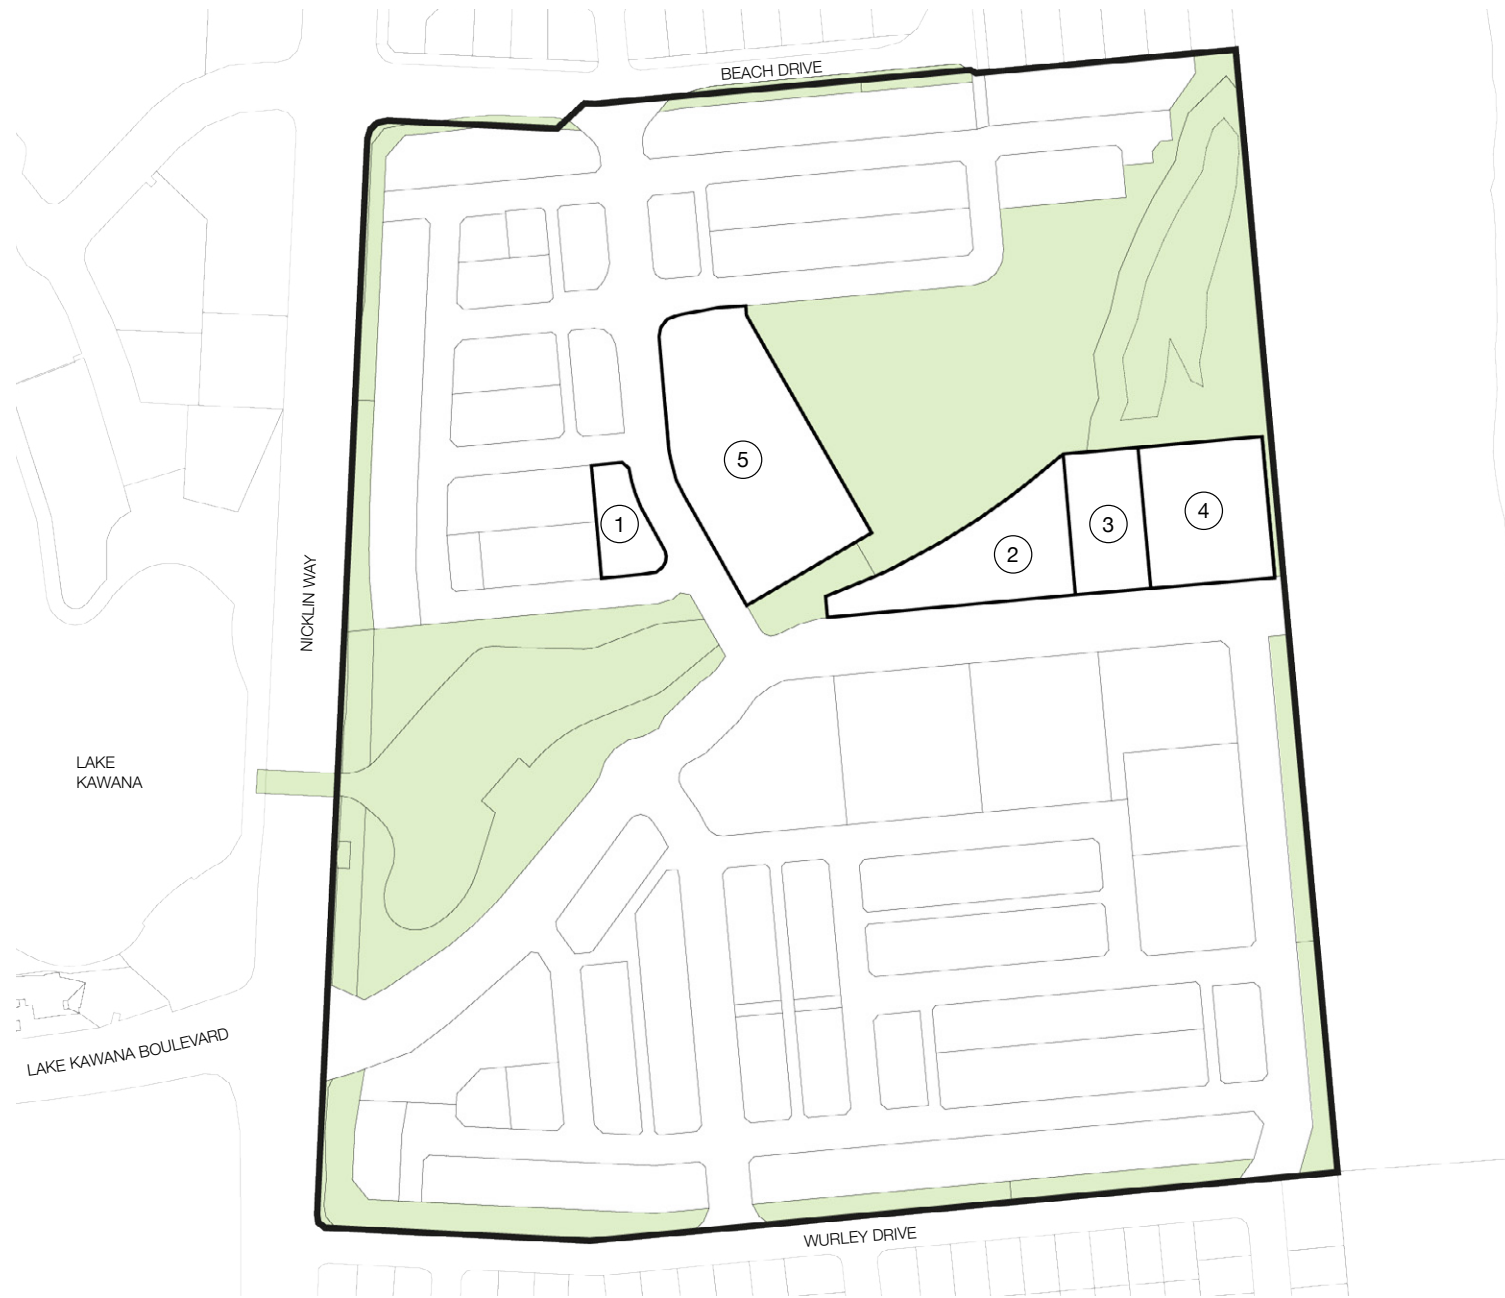 BEACH DRIVE
5
1
3
4
2
NICKLIN WAY
LAKE
KAWANA
LAKE KAWANA BOULEVARD
WURLEY DRIVE